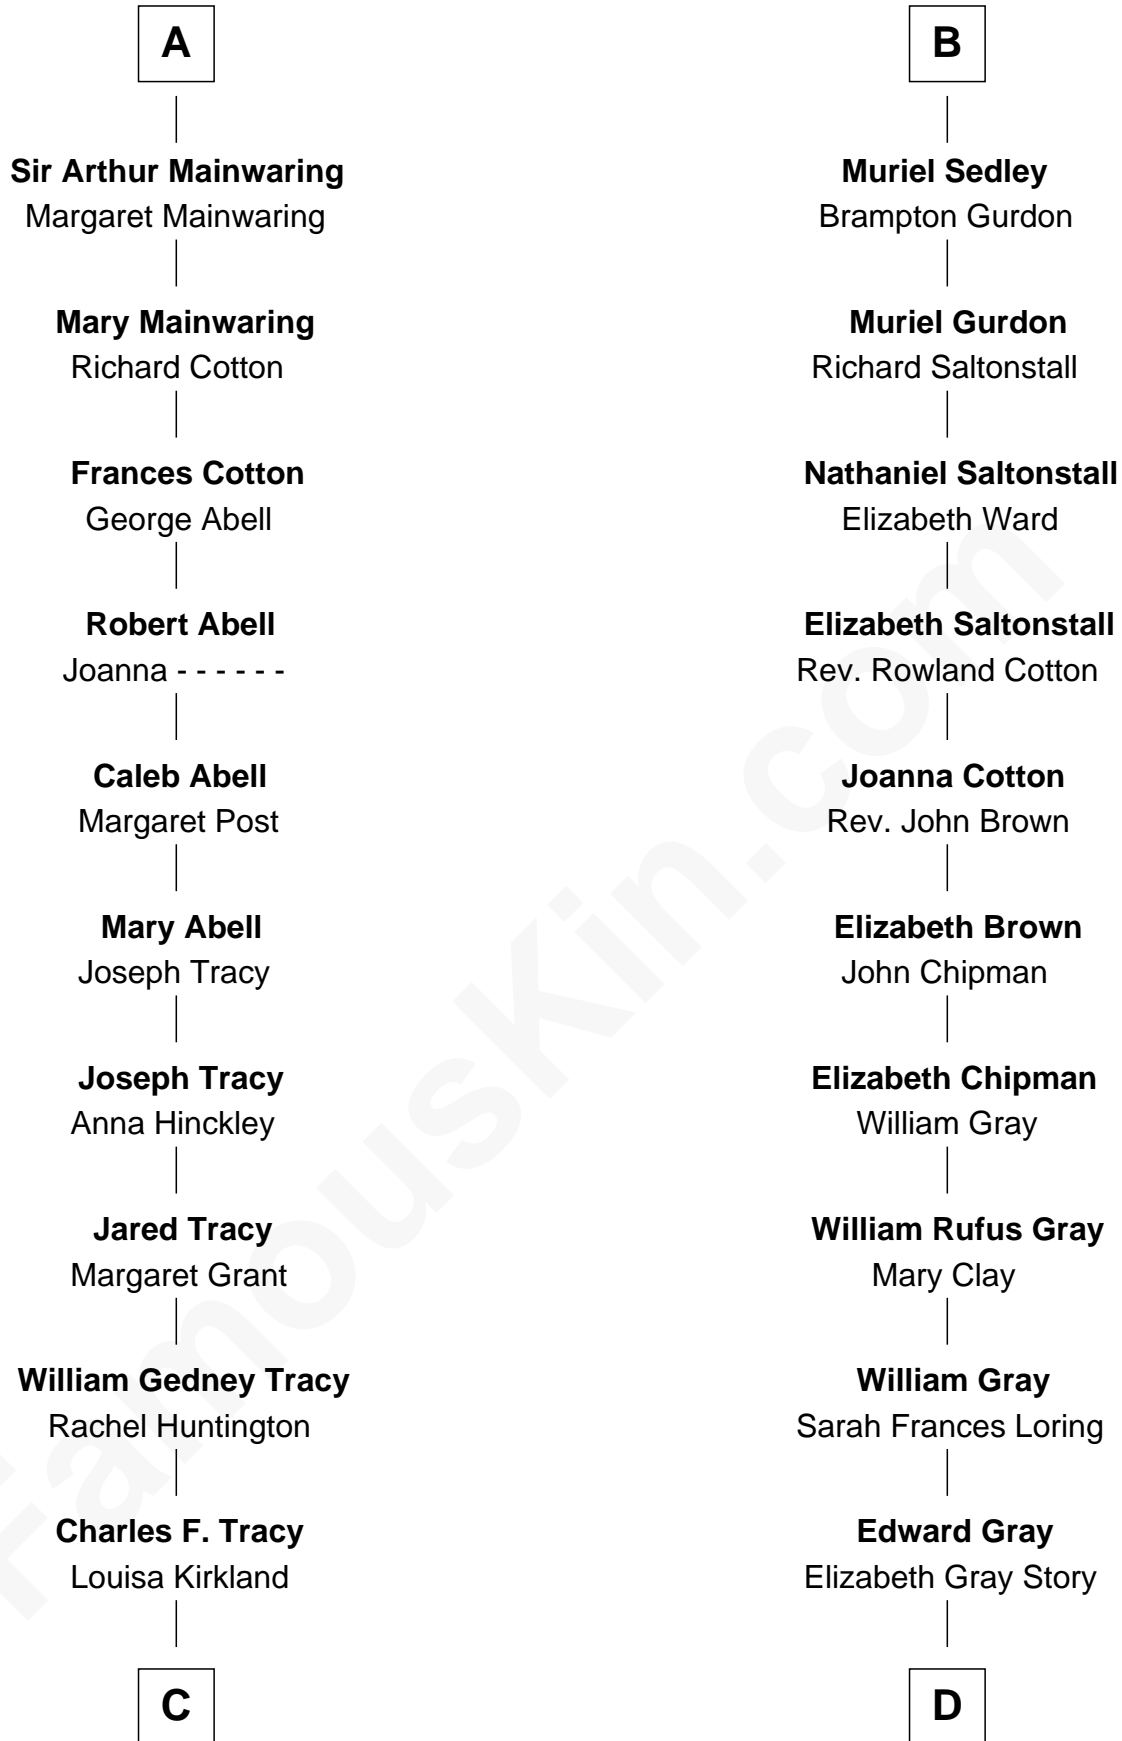 A
Sir Arthur Mainwaring
Margaret Mainwaring
Mary Mainwaring
Richard Cotton
Frances Cotton
George Abell
Robert Abell
Joanna - - - - - -
Caleb Abell
Margaret Post
Mary Abell
Joseph Tracy
Joseph Tracy
Anna Hinckley
Jared Tracy
Margaret Grant
William Gedney Tracy
Rachel Huntington
Charles F. Tracy
Louisa Kirkland
C
B
Muriel Sedley
Brampton Gurdon
Muriel Gurdon
Richard Saltonstall
Nathaniel Saltonstall
Elizabeth Ward
Elizabeth Saltonstall
Rev. Rowland Cotton
Joanna Cotton
Rev. John Brown
Elizabeth Brown
John Chipman
Elizabeth Chipman
William Gray
William Rufus Gray
Mary Clay
William Gray
Sarah Frances Loring
Edward Gray
Elizabeth Gray Story
D
FamousKin.com